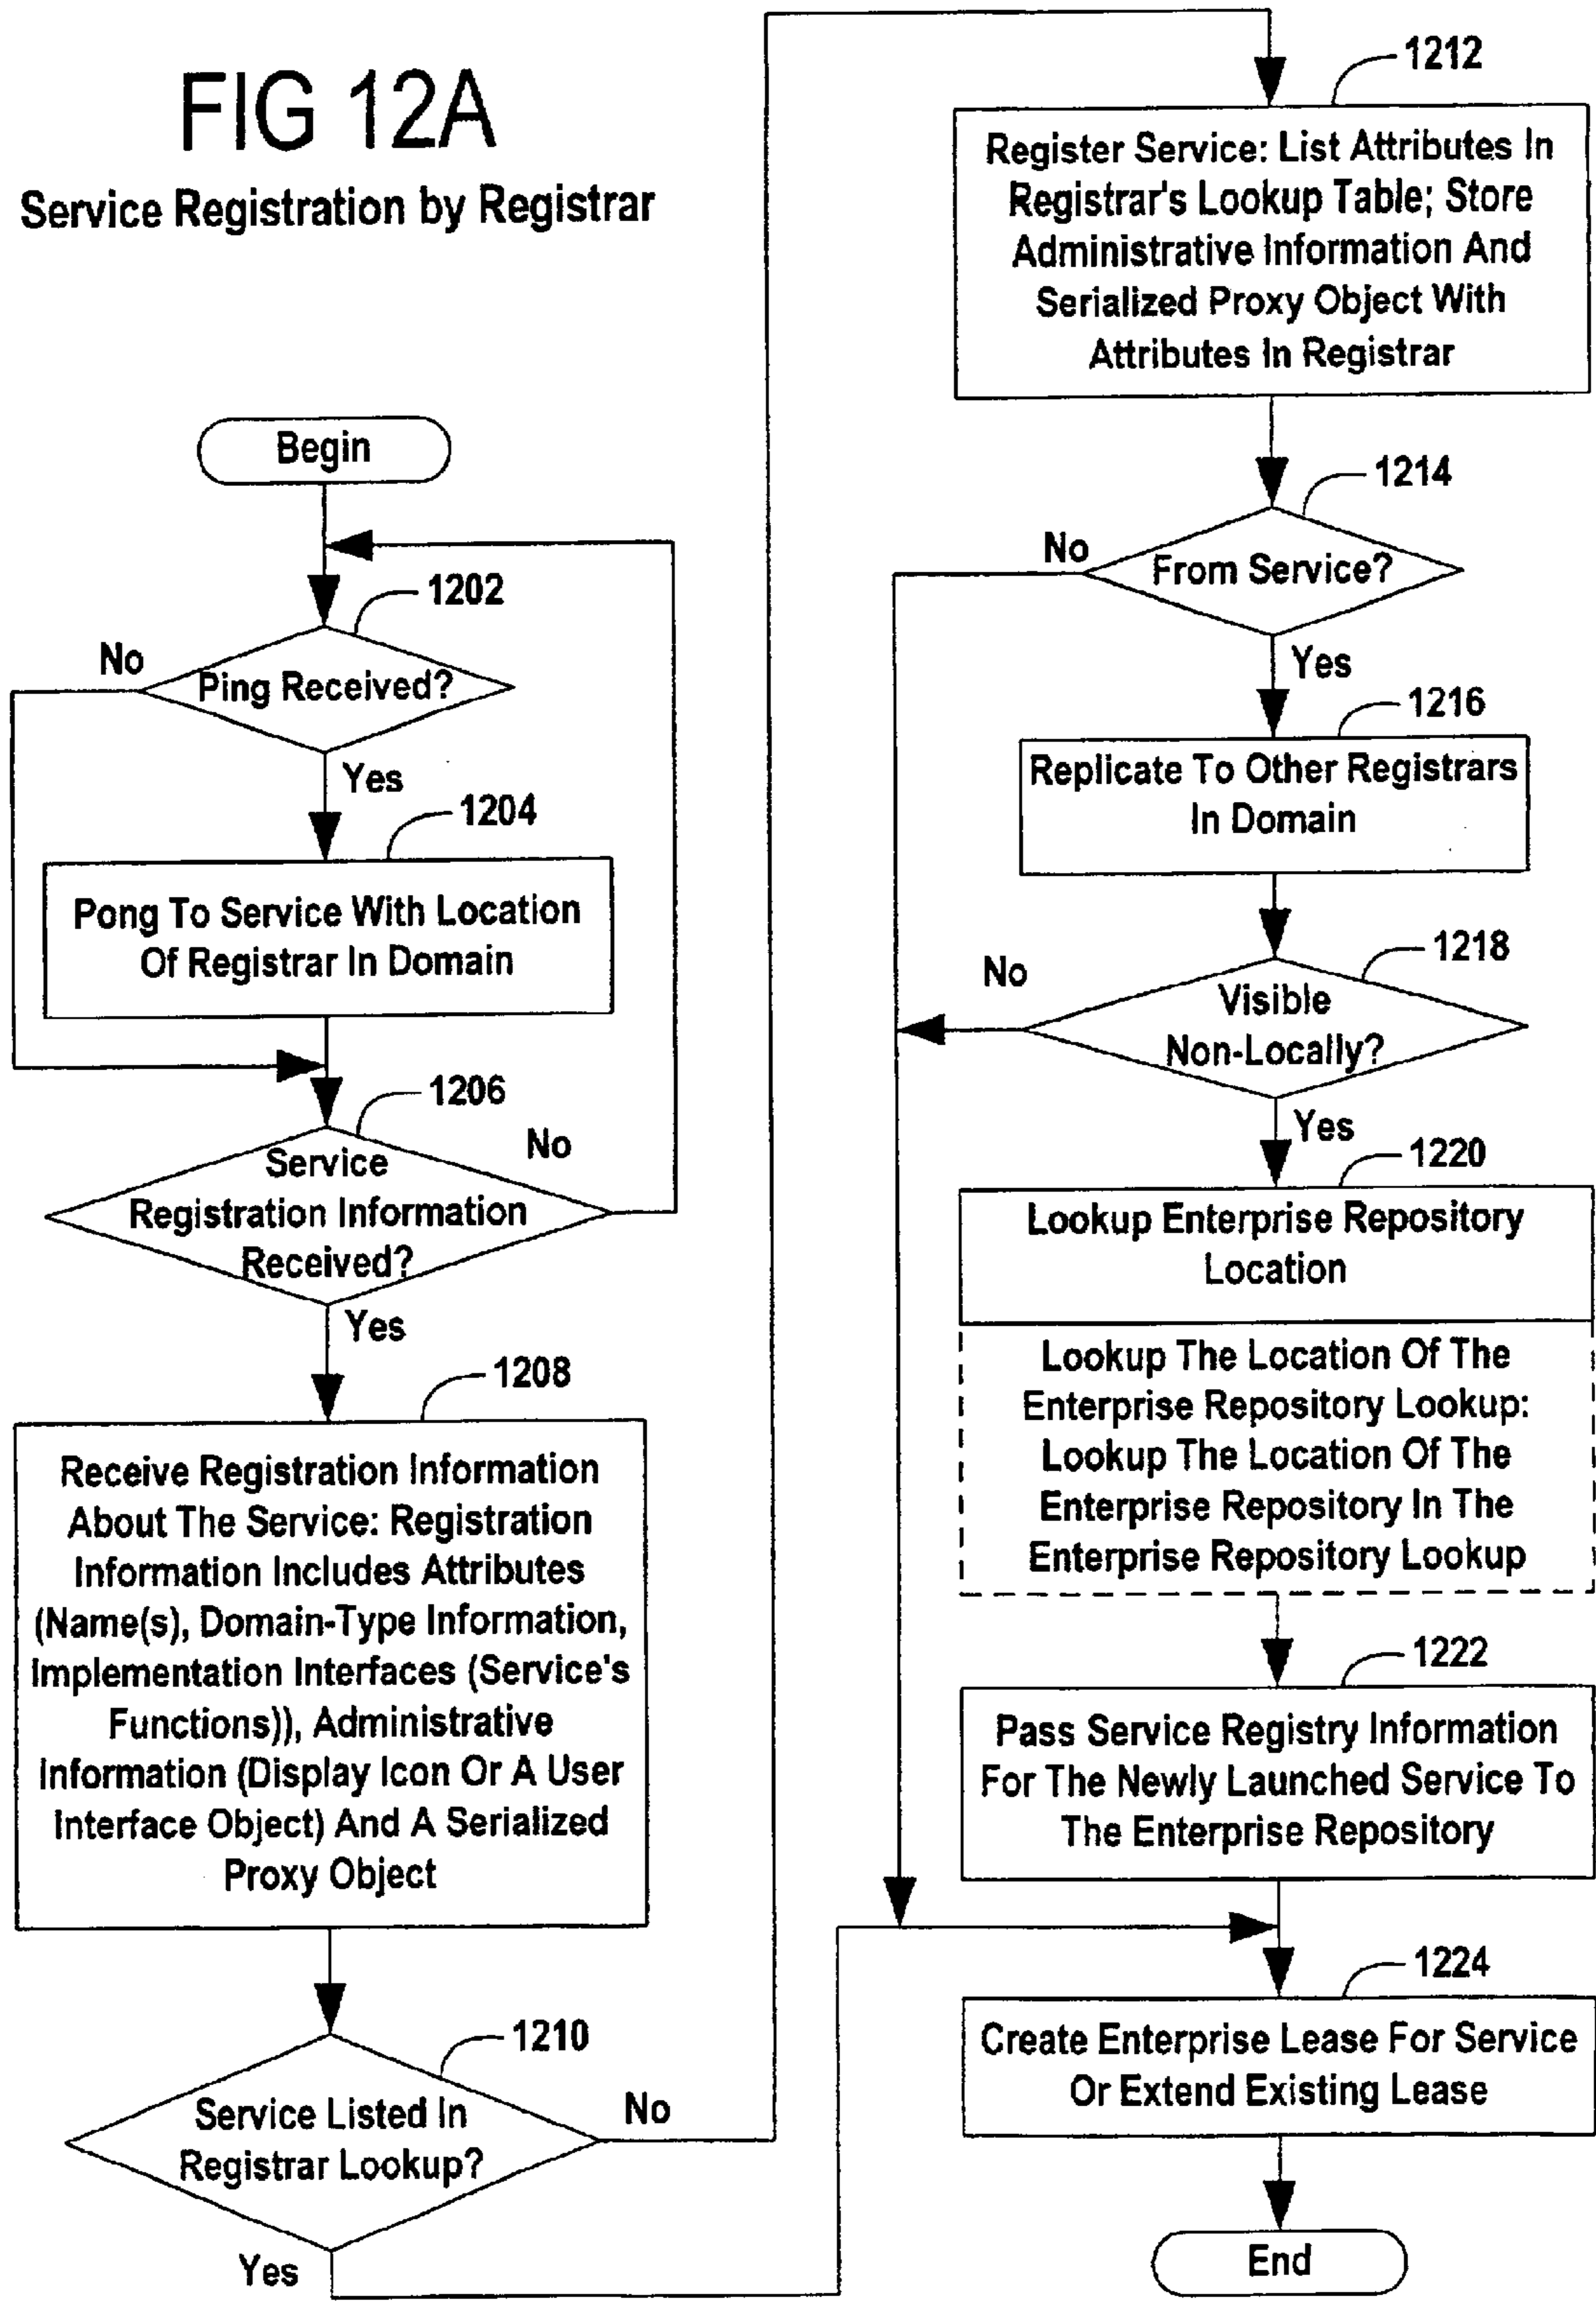 FIG 12A
Service Registration by Registrar
Begin
1202
No
Ping Received?
Yes
1204
Pong To Service With Location
Of Registrar In Domain
1206
No
Service
Registration Information
Received?
Yes
1208
Receive Registration Information
About The Service: Registration
Information Includes Attributes
(Name(s), Domain-Type Information,
Implementation Interfaces (Service's
Functions)), Administrative
Information (Display Icon Or A User
Interface Object) And A Serialized
Proxy Object
1210
Service Listed In
Registrar Lookup?
No
Yes
1212
Register Service: List Attributes In
Registrar's Lookup Table; Store
Administrative Information And
Serialized Proxy Object With
Attributes In Registrar
1214
No
From Service?
Yes
1216
Replicate To Other Registrars
In Domain
1218
No
Visible
Non-Locally?
Yes
1220
Lookup Enterprise Repository
Location
Lookup The Location Of The
Enterprise Repository Lookup:
Lookup The Location Of The
Enterprise Repository In The
Enterprise Repository Lookup
1222
Pass Service Registry Information
For The Newly Launched Service To
The Enterprise Repository
1224
Create Enterprise Lease For Service
Or Extend Existing Lease
End